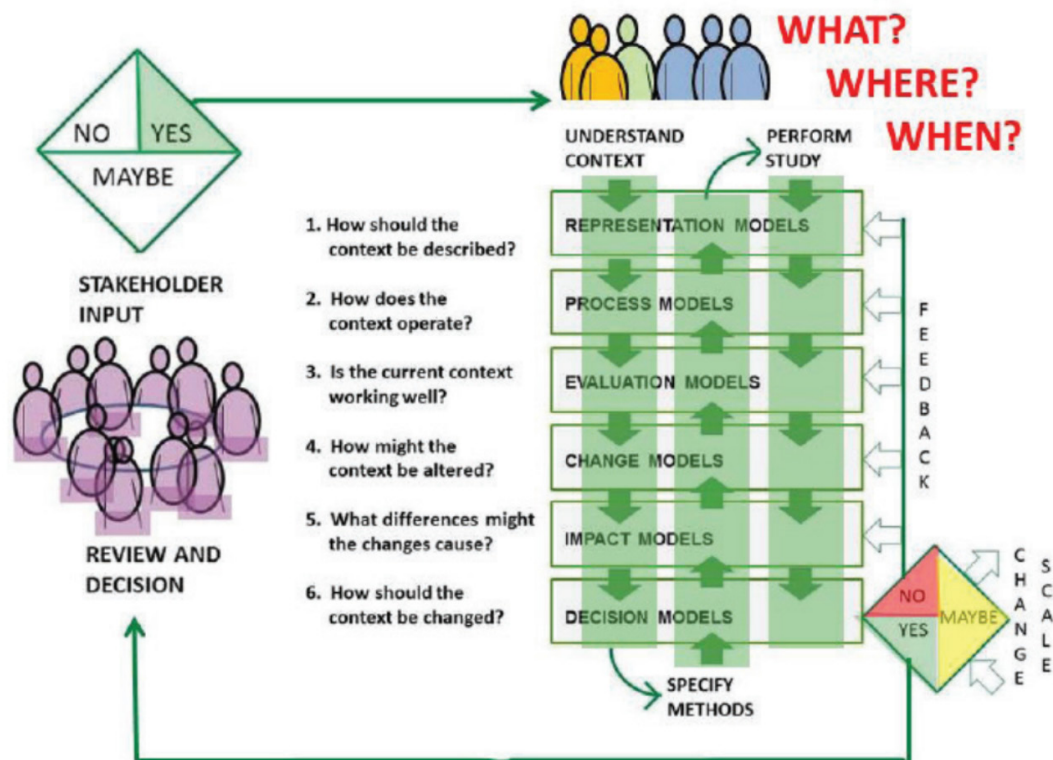 WHAT?
WHERE?
WHEN?
NO
YES
MAYBE
STAKEHOLDER
INPUT
REVIEW AND
DECISION
UNDERSTAND
CONTEXT
PERFORM
STUDY
1. How should the
context be described?
2. How does the
context operate?
3. Is the current context
working well?
4. How might the
context be altered?
5. What differences might
the changes cause?
6. How should the
context be changed?
REPRESENTATION MODELS
PROCESS MODELS
EVALUATION MODELS
CHANGE MODELS
IMPACT MODELS
DECISION MODELS
SPECIFY
METHODS
FEEDBACK
NO
YES
MAYBE
CHANGE
SCALE